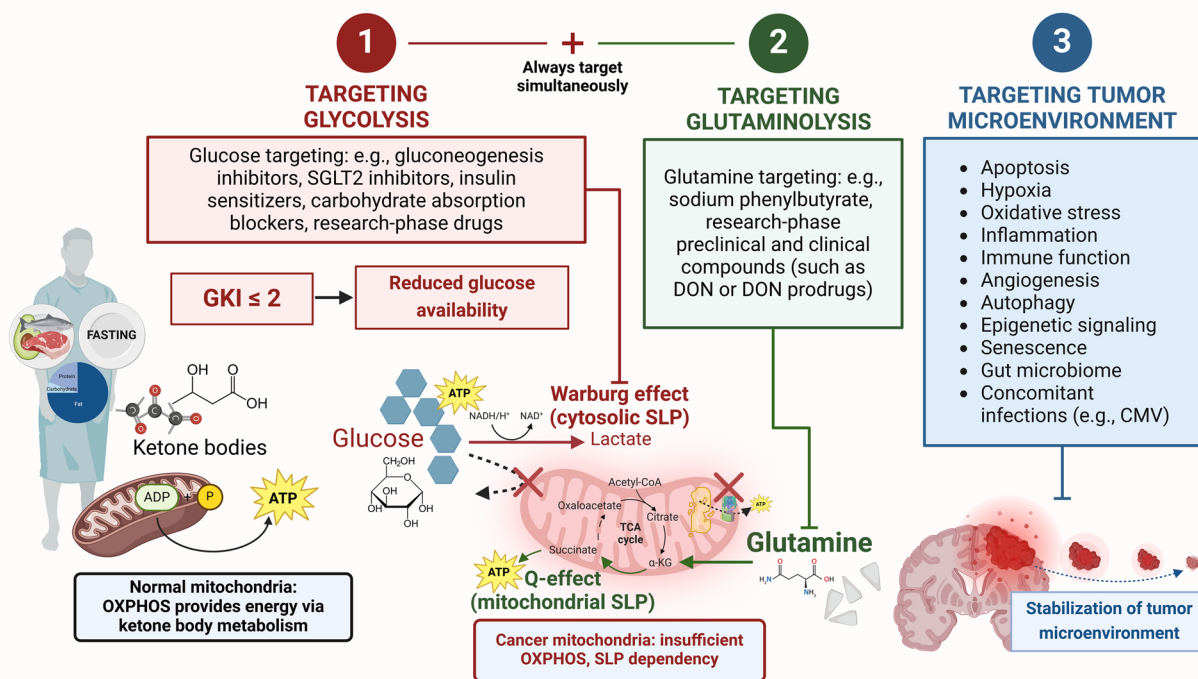 1
+
Always target
simultaneously
2
3
TARGETING
GLYCOLYSIS
TARGETING
GLUTAMINOLYSIS
TARGETING TUMOR
MICROENVIRONMENT
Glucose targeting: e.g., gluconeogenesis
inhibitors, SGLT2 inhibitors, insulin
sensitizers, carbohydrate absorption
blockers, research-phase drugs
Glutamine targeting: e.g.,
sodium phenylbutyrate,
research-phase
preclinical and clinical
compounds (such as
DON or DON prodrugs)
• Apoptosis
• Hypoxia
• Oxidative stress
• Inflammation
• Immune function
• Angiogenesis
• Autophagy
• Epigenetic signaling
• Senescence
• Gut microbiome
• Concomitant
infections (e.g., CMV)
GKI ≤ 2
Reduced glucose
availability
FASTING
Protein
Carbohydrate
Fat
OH
O
OH
O
C
C
C
O
Ketone bodies
ADP
+
P
ATP
Normal mitochondria:
OXPHOS provides energy via
ketone body metabolism
ATP
NADH/H⁺
NAD⁺
Warburg effect
(cytosolic SLP)
Glucose
Lactate
CH₂OH
O
OH
OH
OH
OH
Acetyl-CoA
Oxaloacetate
Citrate
TCA
cycle
Succinate
α-KG
ATP
ATP
Q-effect
(mitochondrial SLP)
Glutamine
O
O
H₂N
OH
NH₂
Cancer mitochondria: insufficient
OXPHOS, SLP dependency
Stabilization of tumor
microenvironment